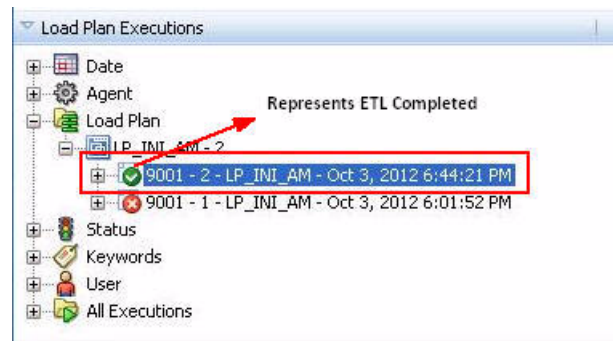 Load Plan Executions
Date
Agent
Represents ETL Completed
Load Plan
LP_INI_AM - 2
9001 - 2 - LP_INI_AM - Oct 3, 2012 6:44:21 PM
9001 - 1 - LP_INI_AM - Oct 3, 2012 6:01:52 PM
Status
Keywords
User
All Executions